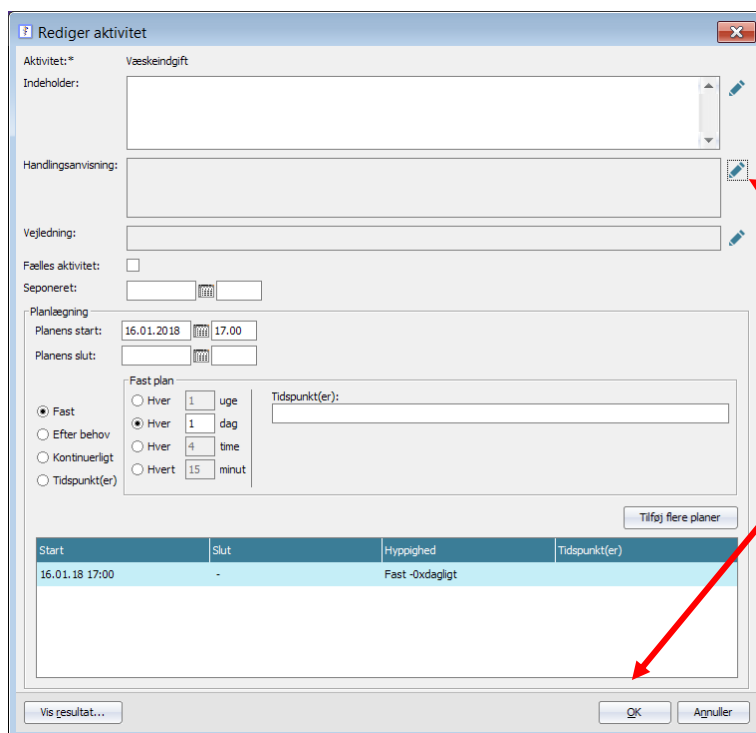 Rediger aktivitet
Aktivitet:* Væskeindgift
Indeholder:
Handlingsanvisning:
Vejledning:
Fælles aktivitet:
Seponeret:
Planlægning
Planens start: 16.01.2018 17.00
Planens slut:
Fast plan
Fast
Efter behov
Kontinuerligt
Tidspunkt(er)
Hver 1 uge
Hver 1 dag
Hver 4 time
Hvert 15 minut
Tidspunkt(er):
Tilføj flere planer
Start Slut Hyppighed Tidspunkt(er)
16.01.18 17:00 - Fast -0xdagligt
Vis resultat... OK Annuller